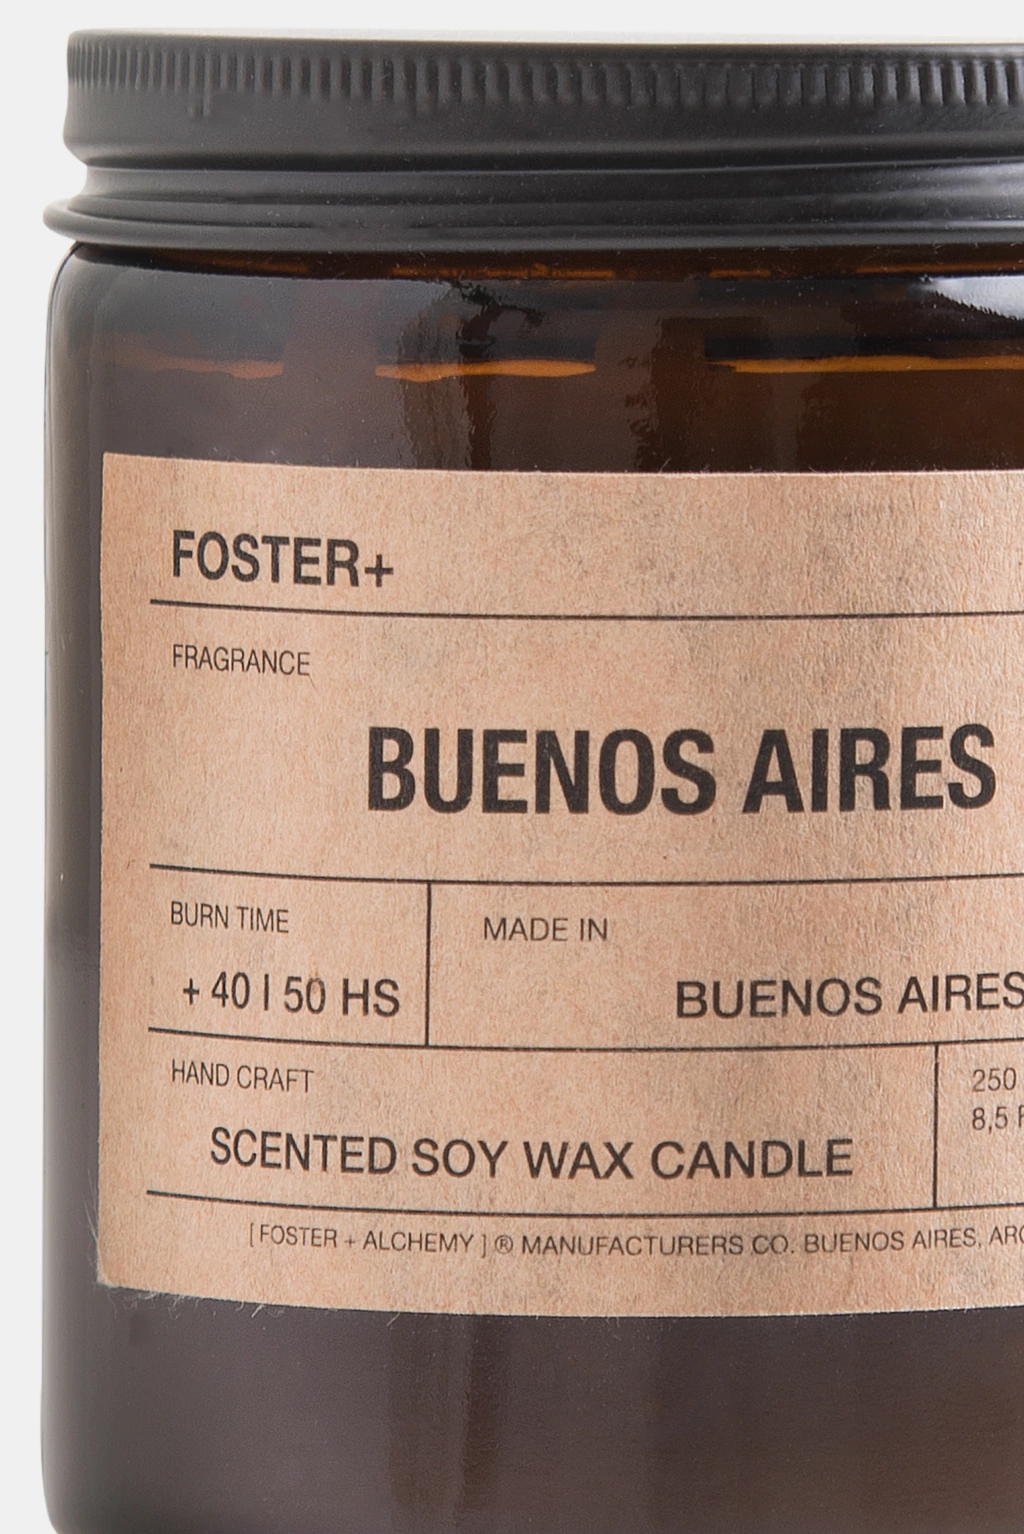 FOSTER+
FRAGRANCE
BUENOS AIRES
BURN TIME
+ 40 | 50 HS
MADE IN
BUENOS AIRES
HAND CRAFT
SCENTED SOY WAX CANDLE
250
8,5
[ FOSTER + ALCHEMY ] ® MANUFACTURERS CO. BUENOS AIRES,